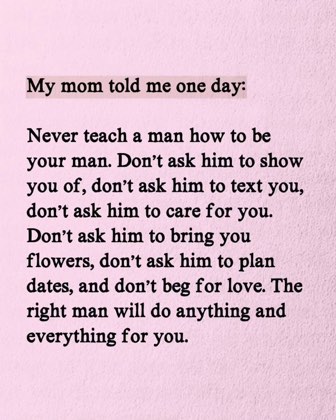 My mom told me one day:
Never teach a man how to be
your man. Don't ask him to show
you of, don't ask him to text you,
don't ask him to care for you.
Don't ask him to bring you
flowers, don't ask him to plan
dates, and don't beg for love. The
right man will do anything and
everything for you.